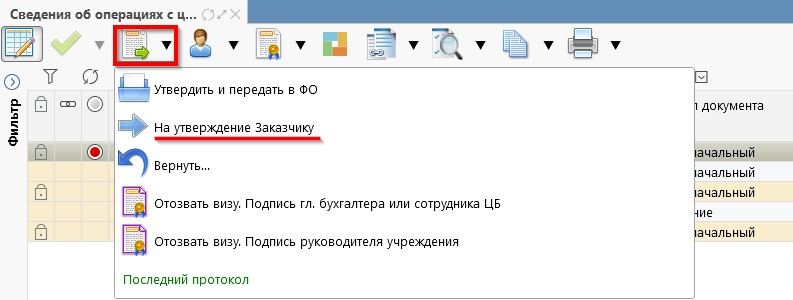 Сведения об операциях с ц...
Фильтр
Утвердить и передать в ФО
На утверждение Заказчику
Вернуть...
Отозвать визу. Подпись гл. бухгалтера или сотрудника ЦБ
Отозвать визу. Подпись руководителя учреждения
Последний протокол
п документа
начальный
начальный
начальный
ние
начальный